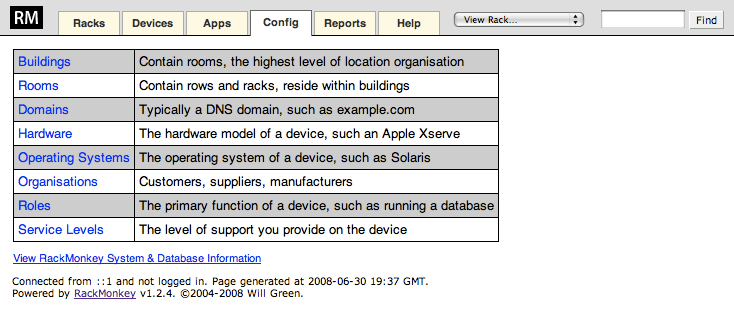 RM Racks Devices Apps Config Reports Help View Rack... Find
Buildings Contain rooms, the highest level of location organisation
Rooms Contain rows and racks, reside within buildings
Domains Typically a DNS domain, such as example.com
Hardware The hardware model of a device, such an Apple Xserve
Operating Systems The operating system of a device, such as Solaris
Organisations Customers, suppliers, manufacturers
Roles The primary function of a device, such as running a database
Service Levels The level of support you provide on the device
View RackMonkey System & Database Information
Connected from ::1 and not logged in. Page generated at 2008-06-30 19:37 GMT.
Powered by RackMonkey v1.2.4. ©2004-2008 Will Green.